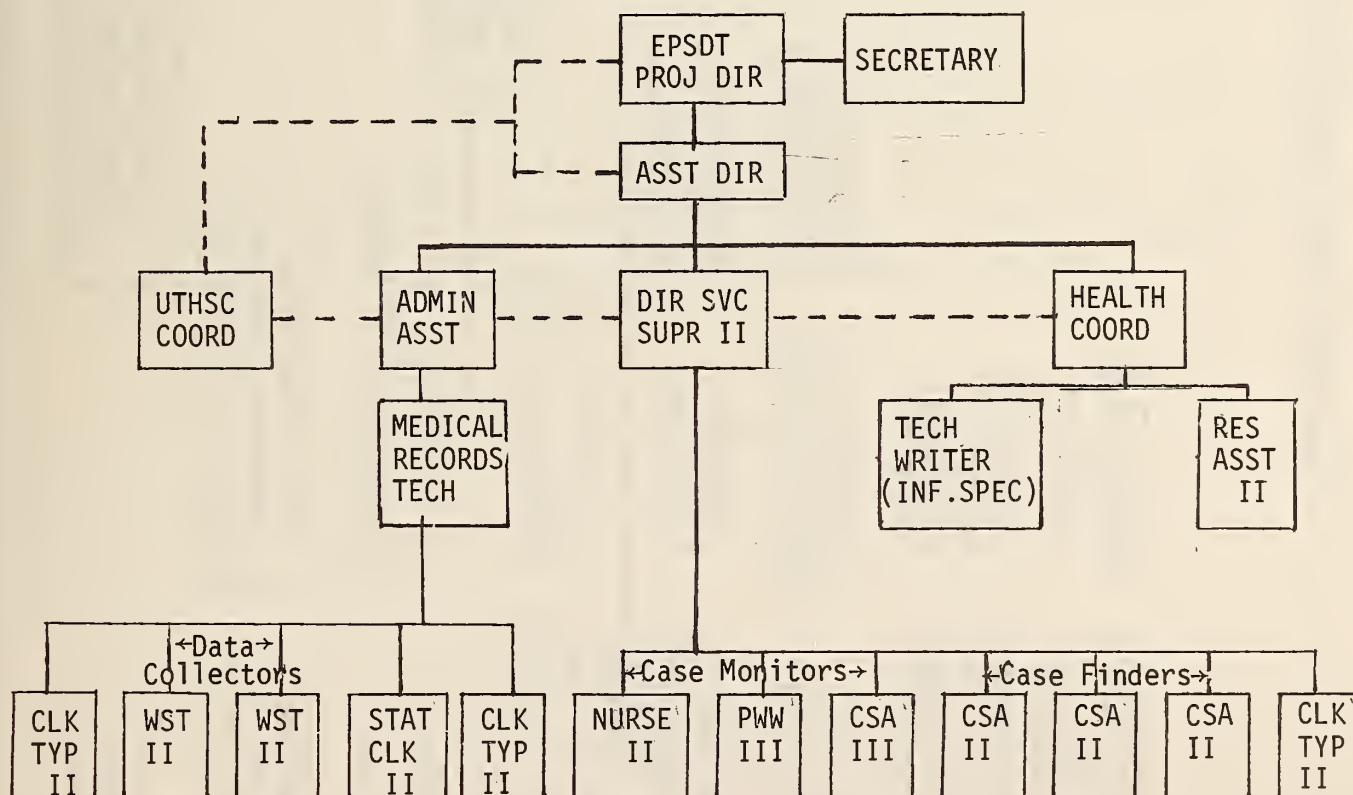 EPSDT
PROJ DIR
SECRETARY
ASST DIR
UTHSC
COORD
ADMIN
ASST
DIR SVC
SUPR II
HEALTH
COORD
MEDICAL
RECORDS
TECH
TECH
WRITER
(INF.SPEC)
RES
ASST
II
←Data→
Collectors
←Case Monitors→
←Case Finders→
CLK
TYP
II
WST
II
WST
II
STAT
CLK
II
CLK
TYP
II
NURSE
II
PWW
III
CSA
III
CSA
II
CSA
II
CSA
II
CLK
TYP
II